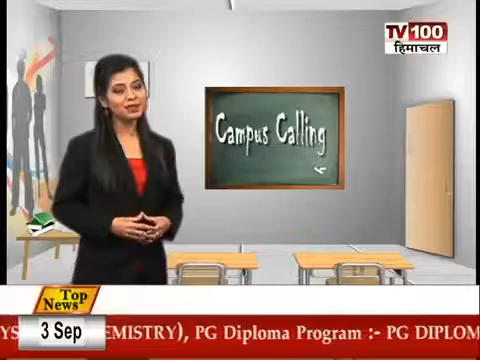 TV100
हिमाचल
Campus Calling
Top
News
3 Sep
EMISTRY), PG Diploma Program :- PG DIPLOM